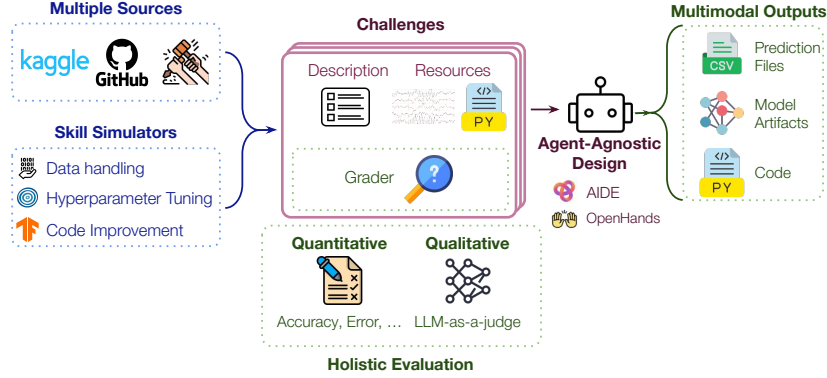 Multiple Sources
kaggle
GitHub
Skill Simulators
Data handling
Hyperparameter Tuning
Code Improvement
Challenges
Description
Resources
</>
PY
Grader
?
Quantitative
Qualitative
Accuracy, Error, ...
LLM-as-a-judge
Holistic Evaluation
Agent-Agnostic
Design
AIDE
OpenHands
Multimodal Outputs
CSV
Prediction
Files
Model
Artifacts
</>
PY
Code